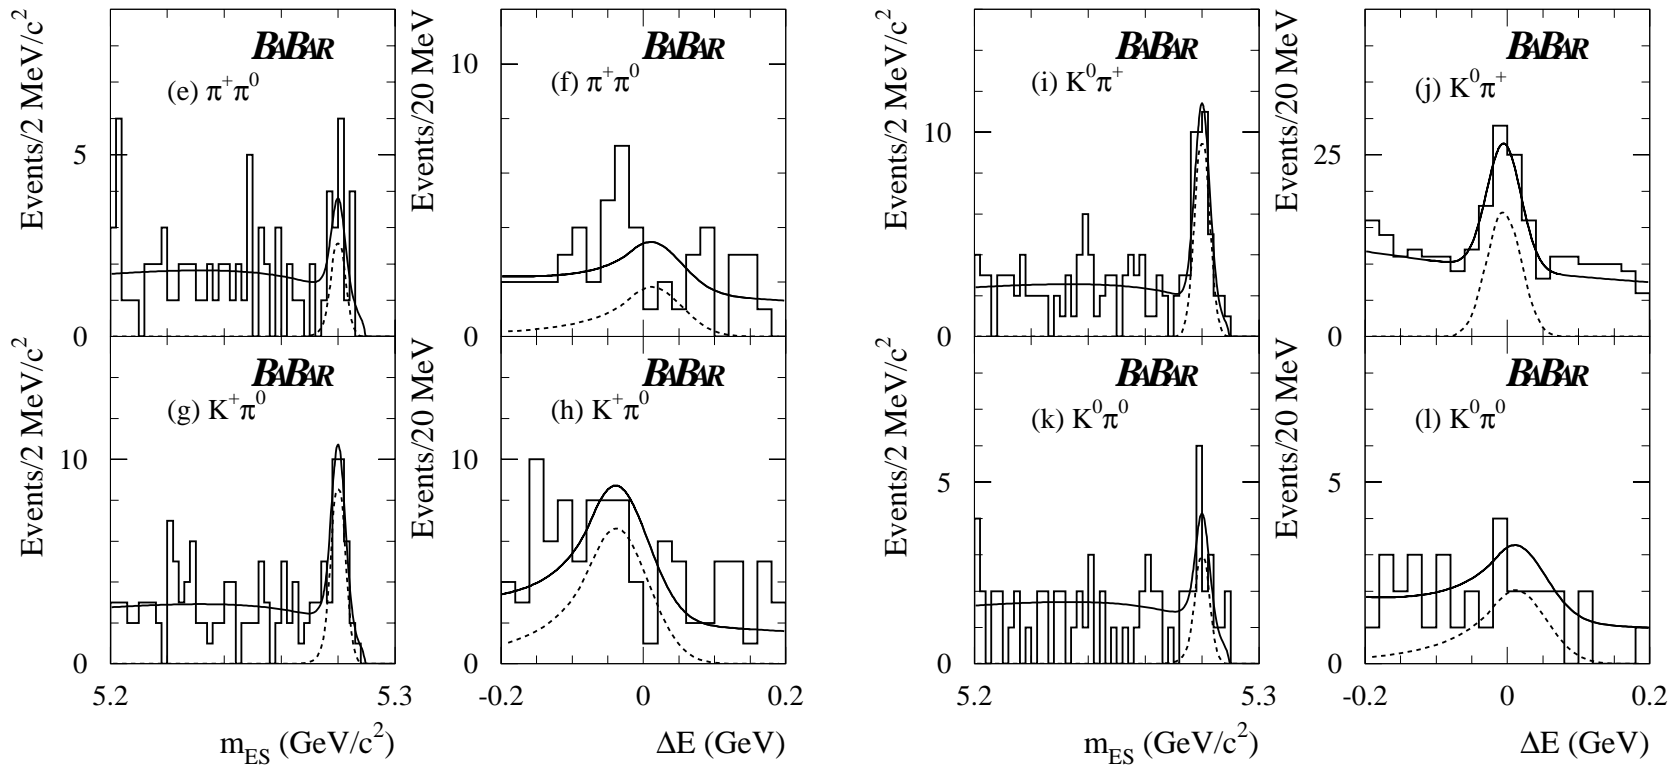 Events/2 MeV/c²
5
0
BABAR
(e) π⁺π⁰
Events/20 MeV
10
0
BABAR
(f) π⁺π⁰
Events/2 MeV/c²
10
0
BABAR
(i) K⁰π⁺
Events/20 MeV
25
0
BABAR
(j) K⁰π⁺
Events/2 MeV/c²
10
0
BABAR
(g) K⁺π⁰
5.2
5.3
m_ES (GeV/c²)
Events/20 MeV
10
0
BABAR
(h) K⁺π⁰
-0.2
0
0.2
ΔE (GeV)
Events/2 MeV/c²
5
0
BABAR
(k) K⁰π⁰
5.2
5.3
m_ES (GeV/c²)
Events/20 MeV
5
0
BABAR
(l) K⁰π⁰
-0.2
0
0.2
ΔE (GeV)